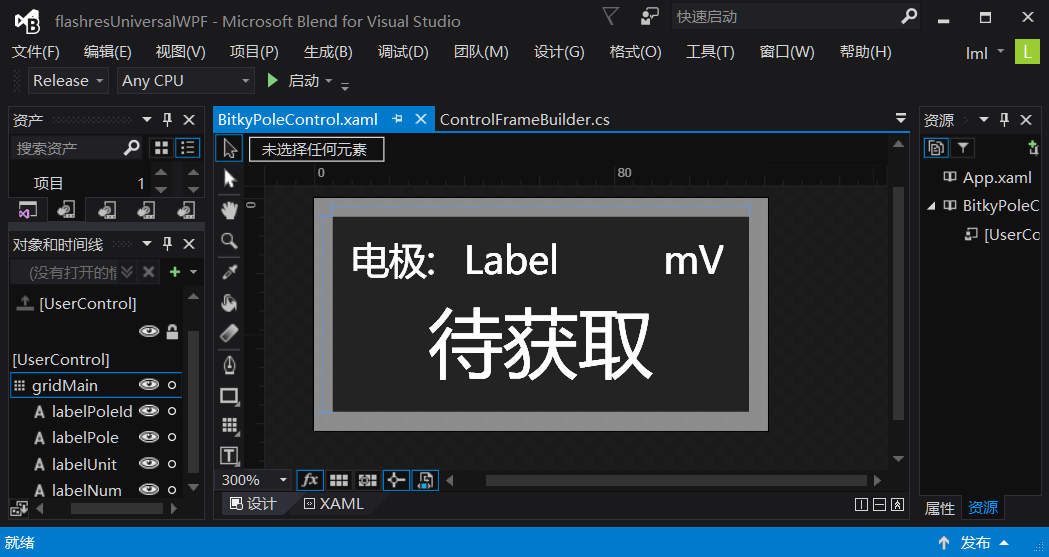 flashresUniversalWPF - Microsoft Blend for Visual Studio
快速启动
文件(F) 编辑(E) 视图(V) 项目(P) 生成(B) 调试(D) 团队(M) 设计(G) 格式(O) 工具(T) 窗口(W) 帮助(H) lml L
Release Any CPU 启动
资产
搜索资产
项目 1
BitkyPoleControl.xaml ControlFrameBuilder.cs
未选择任何元素
0 80
0
电极: Label mV
待获取
300% fx
设计 XAML
对象和时间线
(没有打开的
[UserControl]
[UserControl]
gridMain
labelPoleId
labelPole
labelUnit
labelNum
资源
App.xaml
BitkyPoleC
[UserCo
属性 资源
就绪 发布